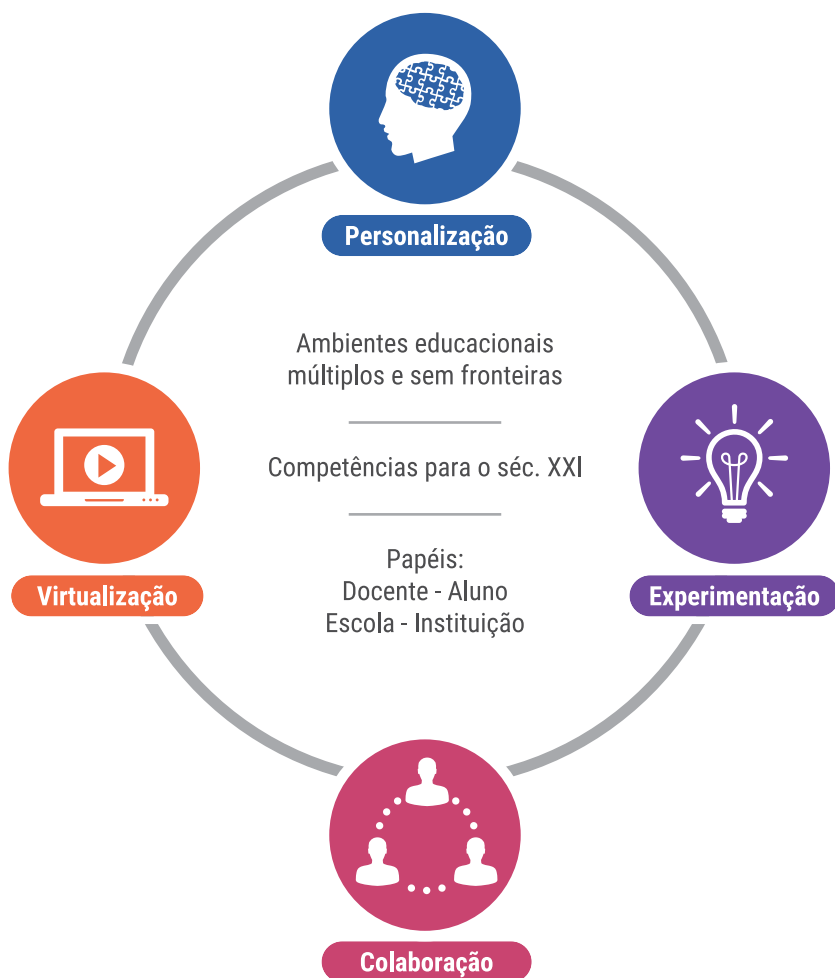 Personalização
Ambientes educacionais
múltiplos e sem fronteiras
Competências para o séc. XXI
Papéis:
Docente - Aluno
Escola - Instituição
Virtualização
Experimentação
Colaboração